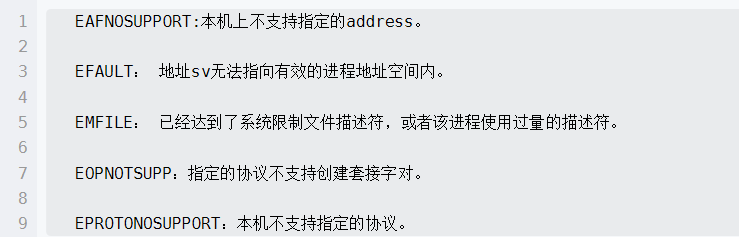 1 EAFNOSUPPORT:本机上不支持指定的address。
2
3 EFAULT： 地址sv无法指向有效的进程地址空间内。
4
5 EMFILE： 已经达到了系统限制文件描述符，或者该进程使用过量的描述符。
6
7 EOPNOTSUPP：指定的协议不支持创建套接字对。
8
9 EPROTONOSUPPORT：本机不支持指定的协议。